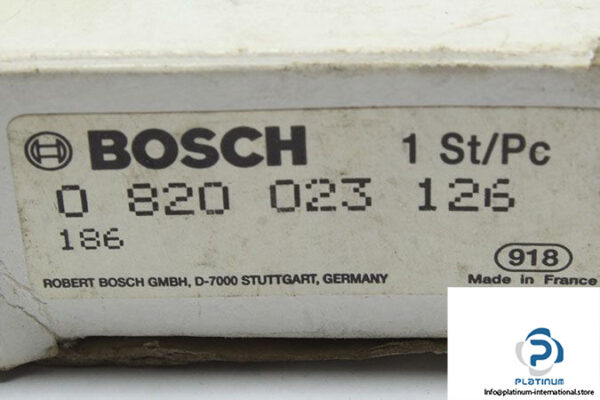 BOSCH 1 St/Pc
0 820 023 126
186
918
ROBERT BOSCH GMBH, D-7000 STUTTGART, GERMANY Made in France
PLATINUM
Info@platinum-international.store